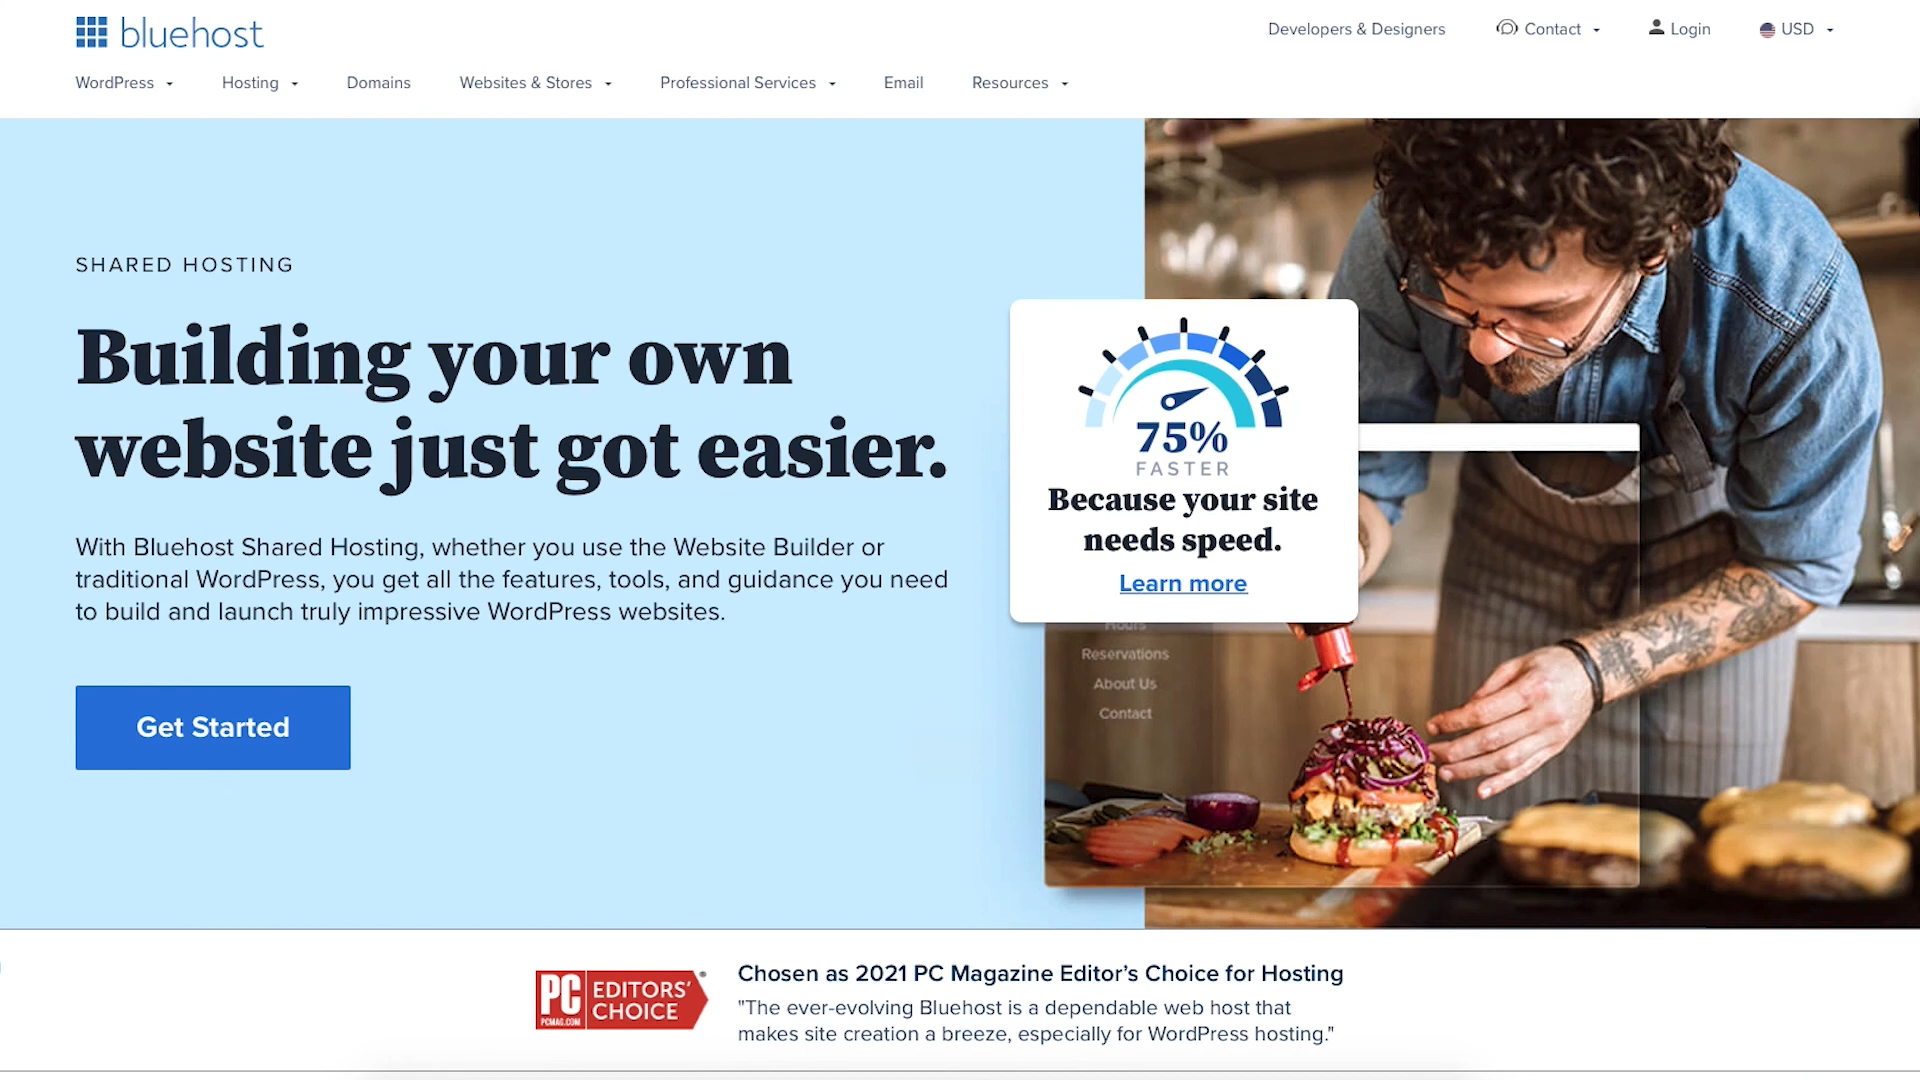 bluehost
Developers & Designers
Contact
Login
USD
WordPress
Hosting
Domains
Websites & Stores
Professional Services
Email
Resources
SHARED HOSTING
Building your own
website just got easier.
With Bluehost Shared Hosting, whether you use the Website Builder or
traditional WordPress, you get all the features, tools, and guidance you need
to build and launch truly impressive WordPress websites.
Get Started
75%
FASTER
Because your site
needs speed.
Learn more
Hours
Reservations
About Us
Contact
PC
PCMAG.COM
EDITORS'
CHOICE
Chosen as 2021 PC Magazine Editor’s Choice for Hosting
"The ever-evolving Bluehost is a dependable web host that
makes site creation a breeze, especially for WordPress hosting."